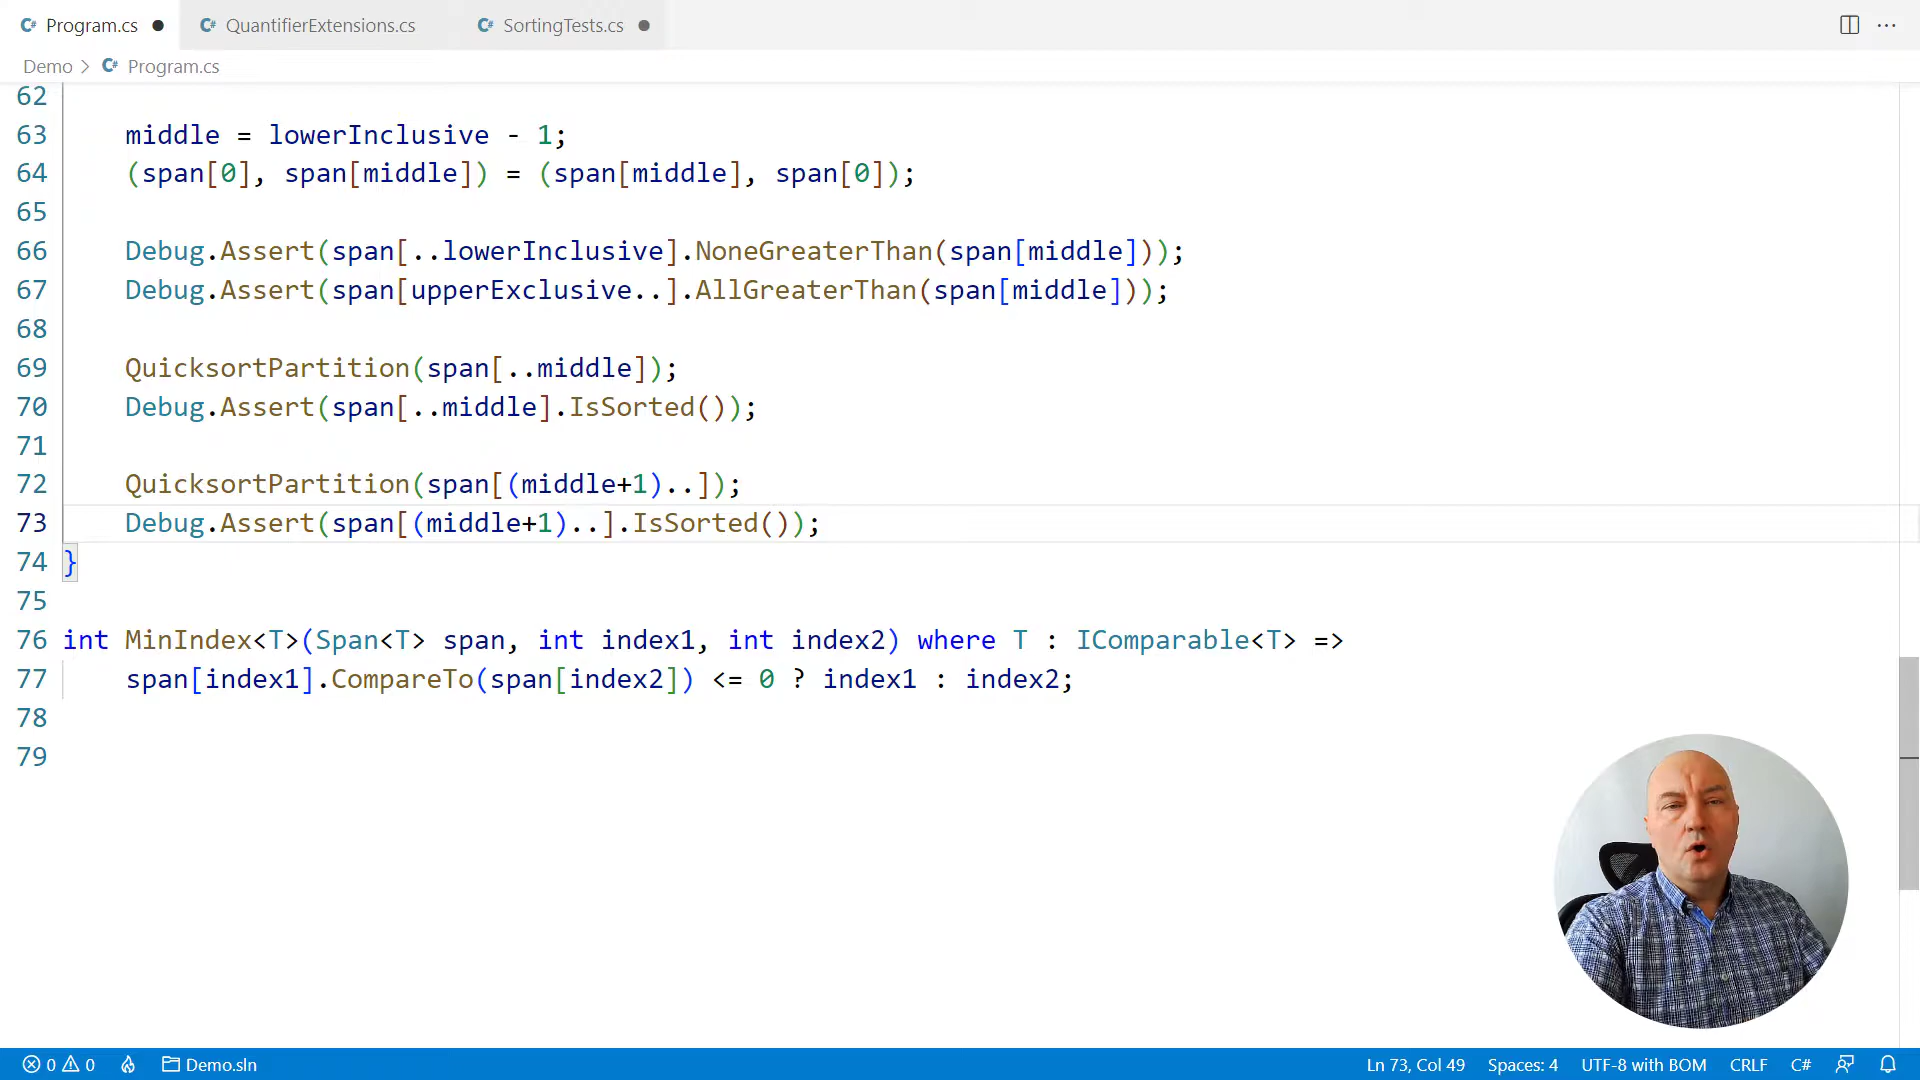 C# Program.cs ● C# QuantifierExtensions.cs C# SortingTests.cs ● ···
Demo > C# Program.cs
62
63 middle = lowerInclusive - 1;
64 (span[0], span[middle]) = (span[middle], span[0]);
65
66 Debug.Assert(span[..lowerInclusive].NoneGreaterThan(span[middle]));
67 Debug.Assert(span[upperExclusive..].AllGreaterThan(span[middle]));
68
69 QuicksortPartition(span[..middle]);
70 Debug.Assert(span[..middle].IsSorted());
71
72 QuicksortPartition(span[(middle+1)..]);
73 Debug.Assert(span[(middle+1)..].IsSorted());
74 }
75
76 int MinIndex<T>(Span<T> span, int index1, int index2) where T : IComparable<T> =>
77 span[index1].CompareTo(span[index2]) <= 0 ? index1 : index2;
78
79
0 0 Demo.sln Ln 73, Col 49 Spaces: 4 UTF-8 with BOM CRLF C#